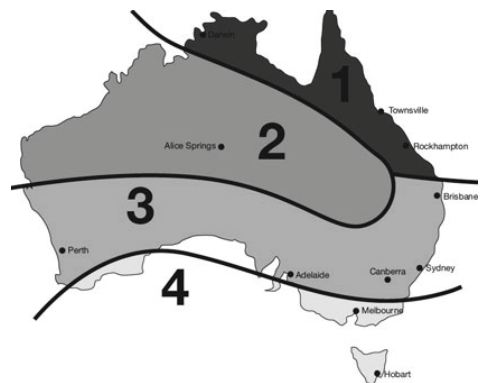 Darwin
1
Townsville
Alice Springs
2
Rockhampton
3
Brisbane
Perth
4
Adelaide
Canberra
Sydney
Melbourne
Hobart